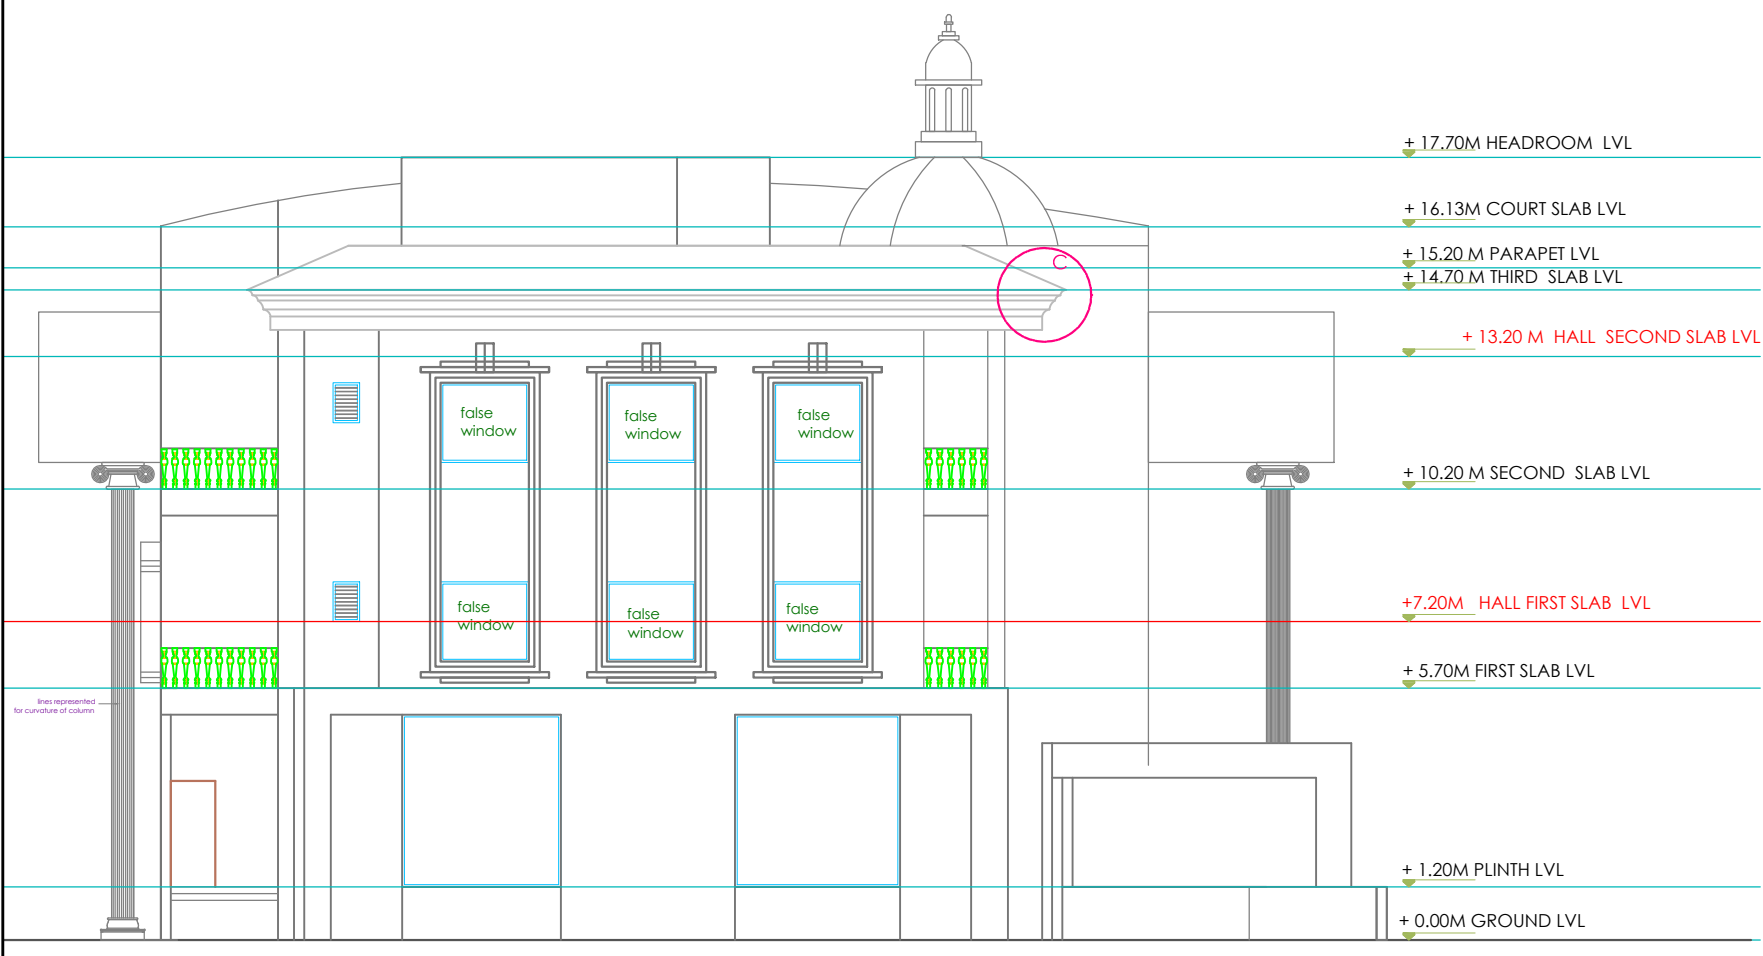 + 17.70M HEADROOM LVL
+ 16.13M COURT SLAB LVL
+ 15.20 M PARAPET LVL
C
+ 14.70 M THIRD SLAB LVL
+ 13.20 M HALL SECOND SLAB LVL
false window
false window
false window
+ 10.20 M SECOND SLAB LVL
+7.20M HALL FIRST SLAB LVL
false window
false window
false window
+ 5.70M FIRST SLAB LVL
lines represented
for curvature of column
+ 1.20M PLINTH LVL
+ 0.00M GROUND LVL